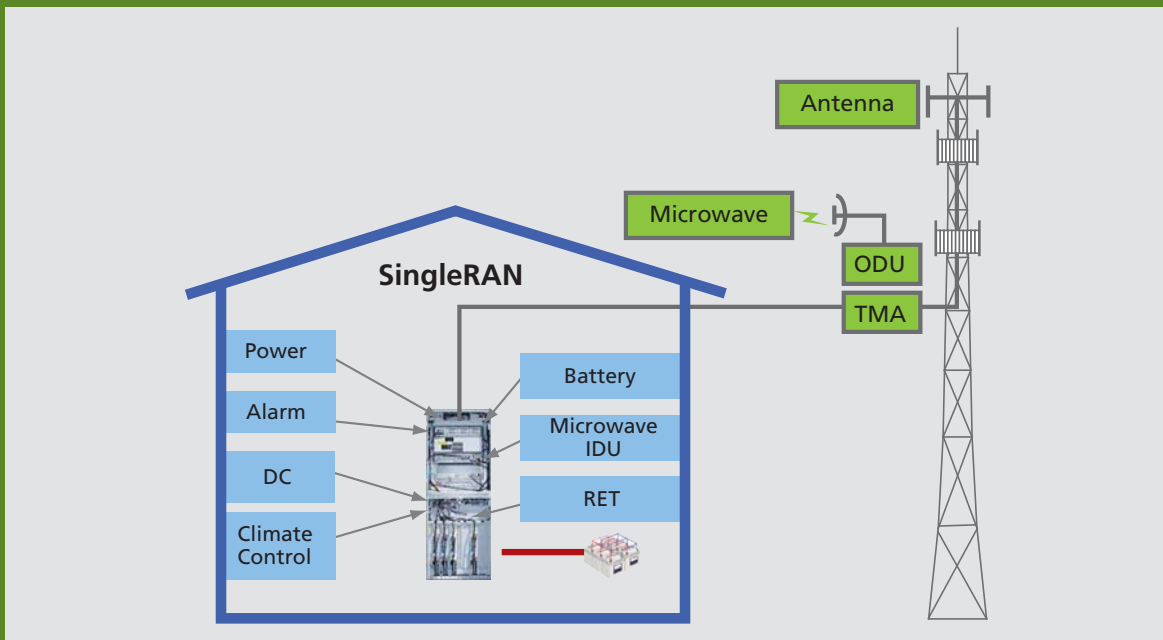 Antenna
Microwave
ODU
SingleRAN
TMA
Power
Battery
Alarm
Microwave
IDU
DC
RET
Climate
Control